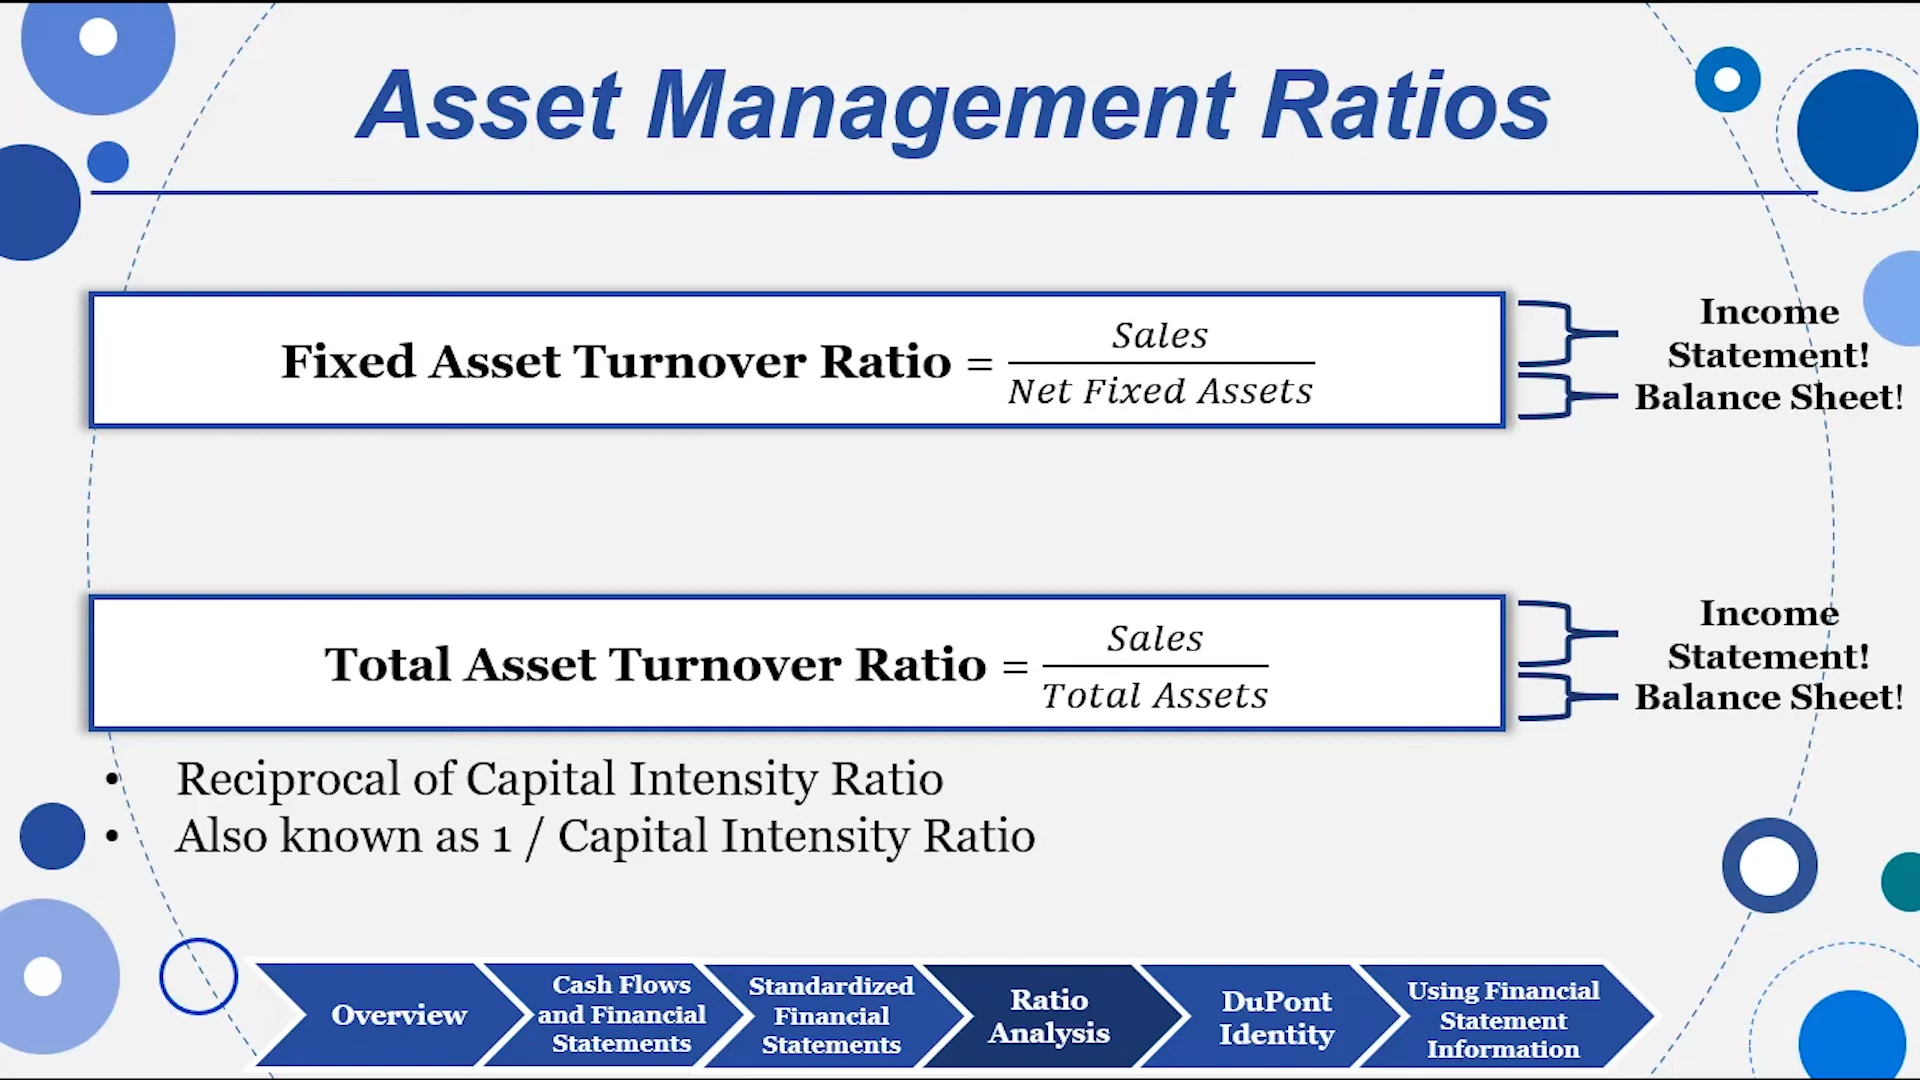 Asset Management Ratios
Fixed Asset Turnover Ratio = Sales / Net Fixed Assets
Income
Statement!
Balance Sheet!
Total Asset Turnover Ratio = Sales / Total Assets
Income
Statement!
Balance Sheet!
• Reciprocal of Capital Intensity Ratio
• Also known as 1 / Capital Intensity Ratio
Overview
Cash Flows
and Financial
Statements
Standardized
Financial
Statements
Ratio
Analysis
DuPont
Identity
Using Financial
Statement
Information